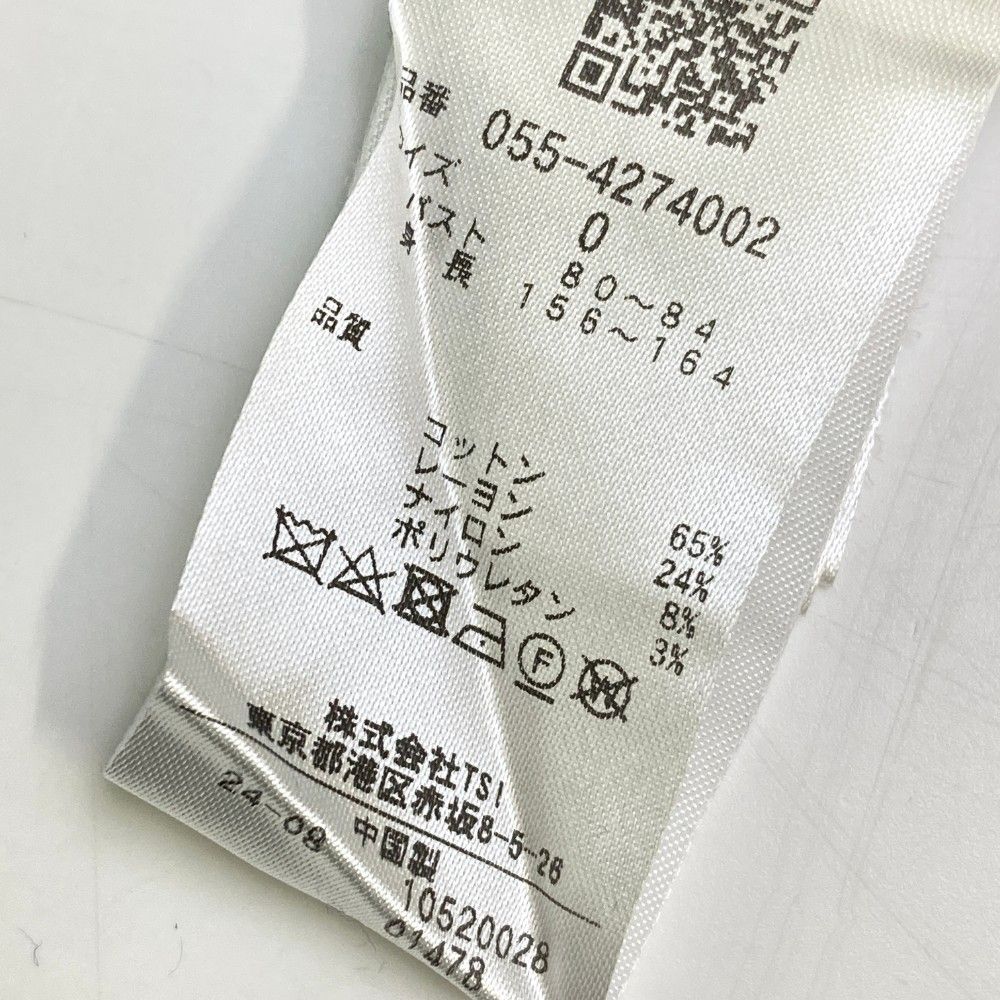 品番 055-4274002
サイズ 0
バスト 80~84
身長 156~164
品質
コットン 65%
レーヨン 24%
ナイロン 8%
ポリウレタン 3%
F W
株式会社TSI
東京都港区赤坂8-5-26
24-08 中国製
10520028
01478